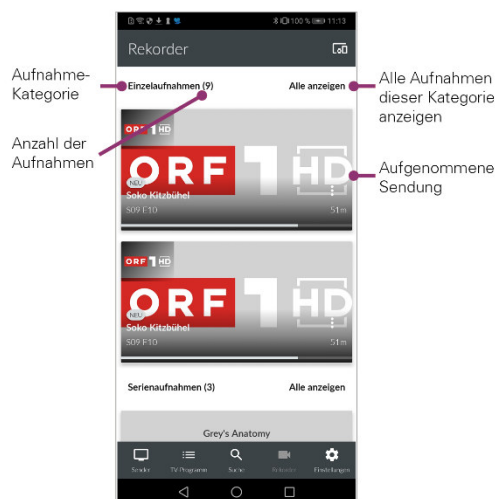 100 % 11:13
Rekorder
Aufnahme-
Kategorie
Einzelaufnahmen (9)
Alle anzeigen
Alle Aufnahmen
dieser Kategorie
anzeigen
Anzahl der
Aufnahmen
ORF 1 HD
ORF 1 HD
NEU
Soko Kitzbühel
S09 E10
51m
Aufgenommene
Sendung
ORF 1 HD
ORF 1 HD
NEU
Soko Kitzbühel
S09 E10
51m
Serienaufnahmen (3)
Alle anzeigen
Grey's Anatomy
Sender
TV-Programm
Suche
Rekorder
Einstellungen